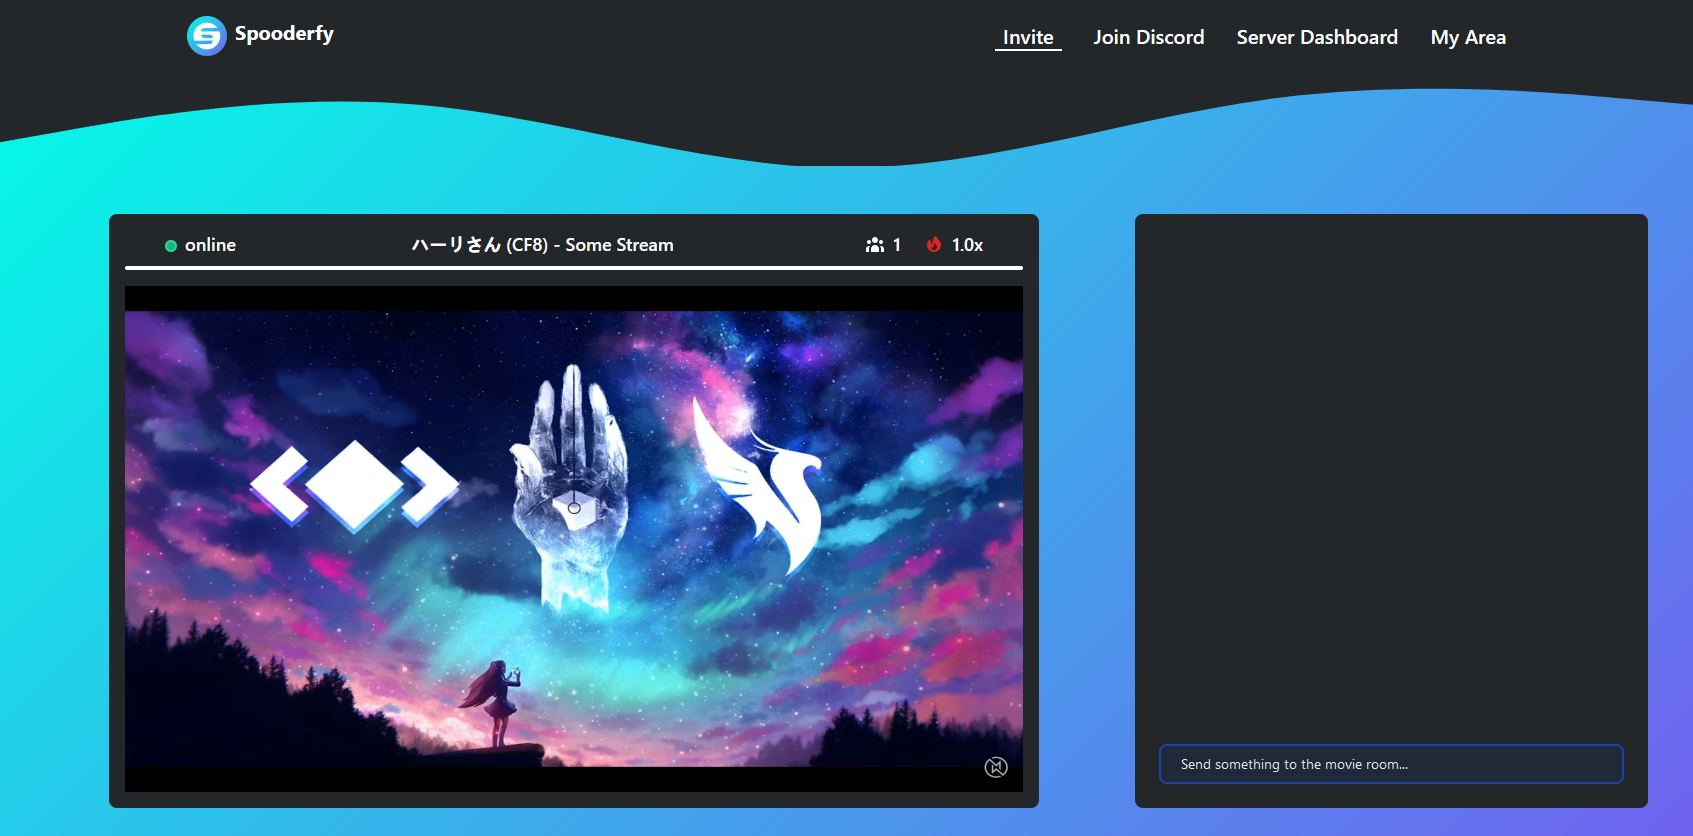 Spooderfy
Invite
Join Discord
Server Dashboard
My Area
online
ハーリさん (CF8) - Some Stream
1
1.0x
Send something to the movie room...